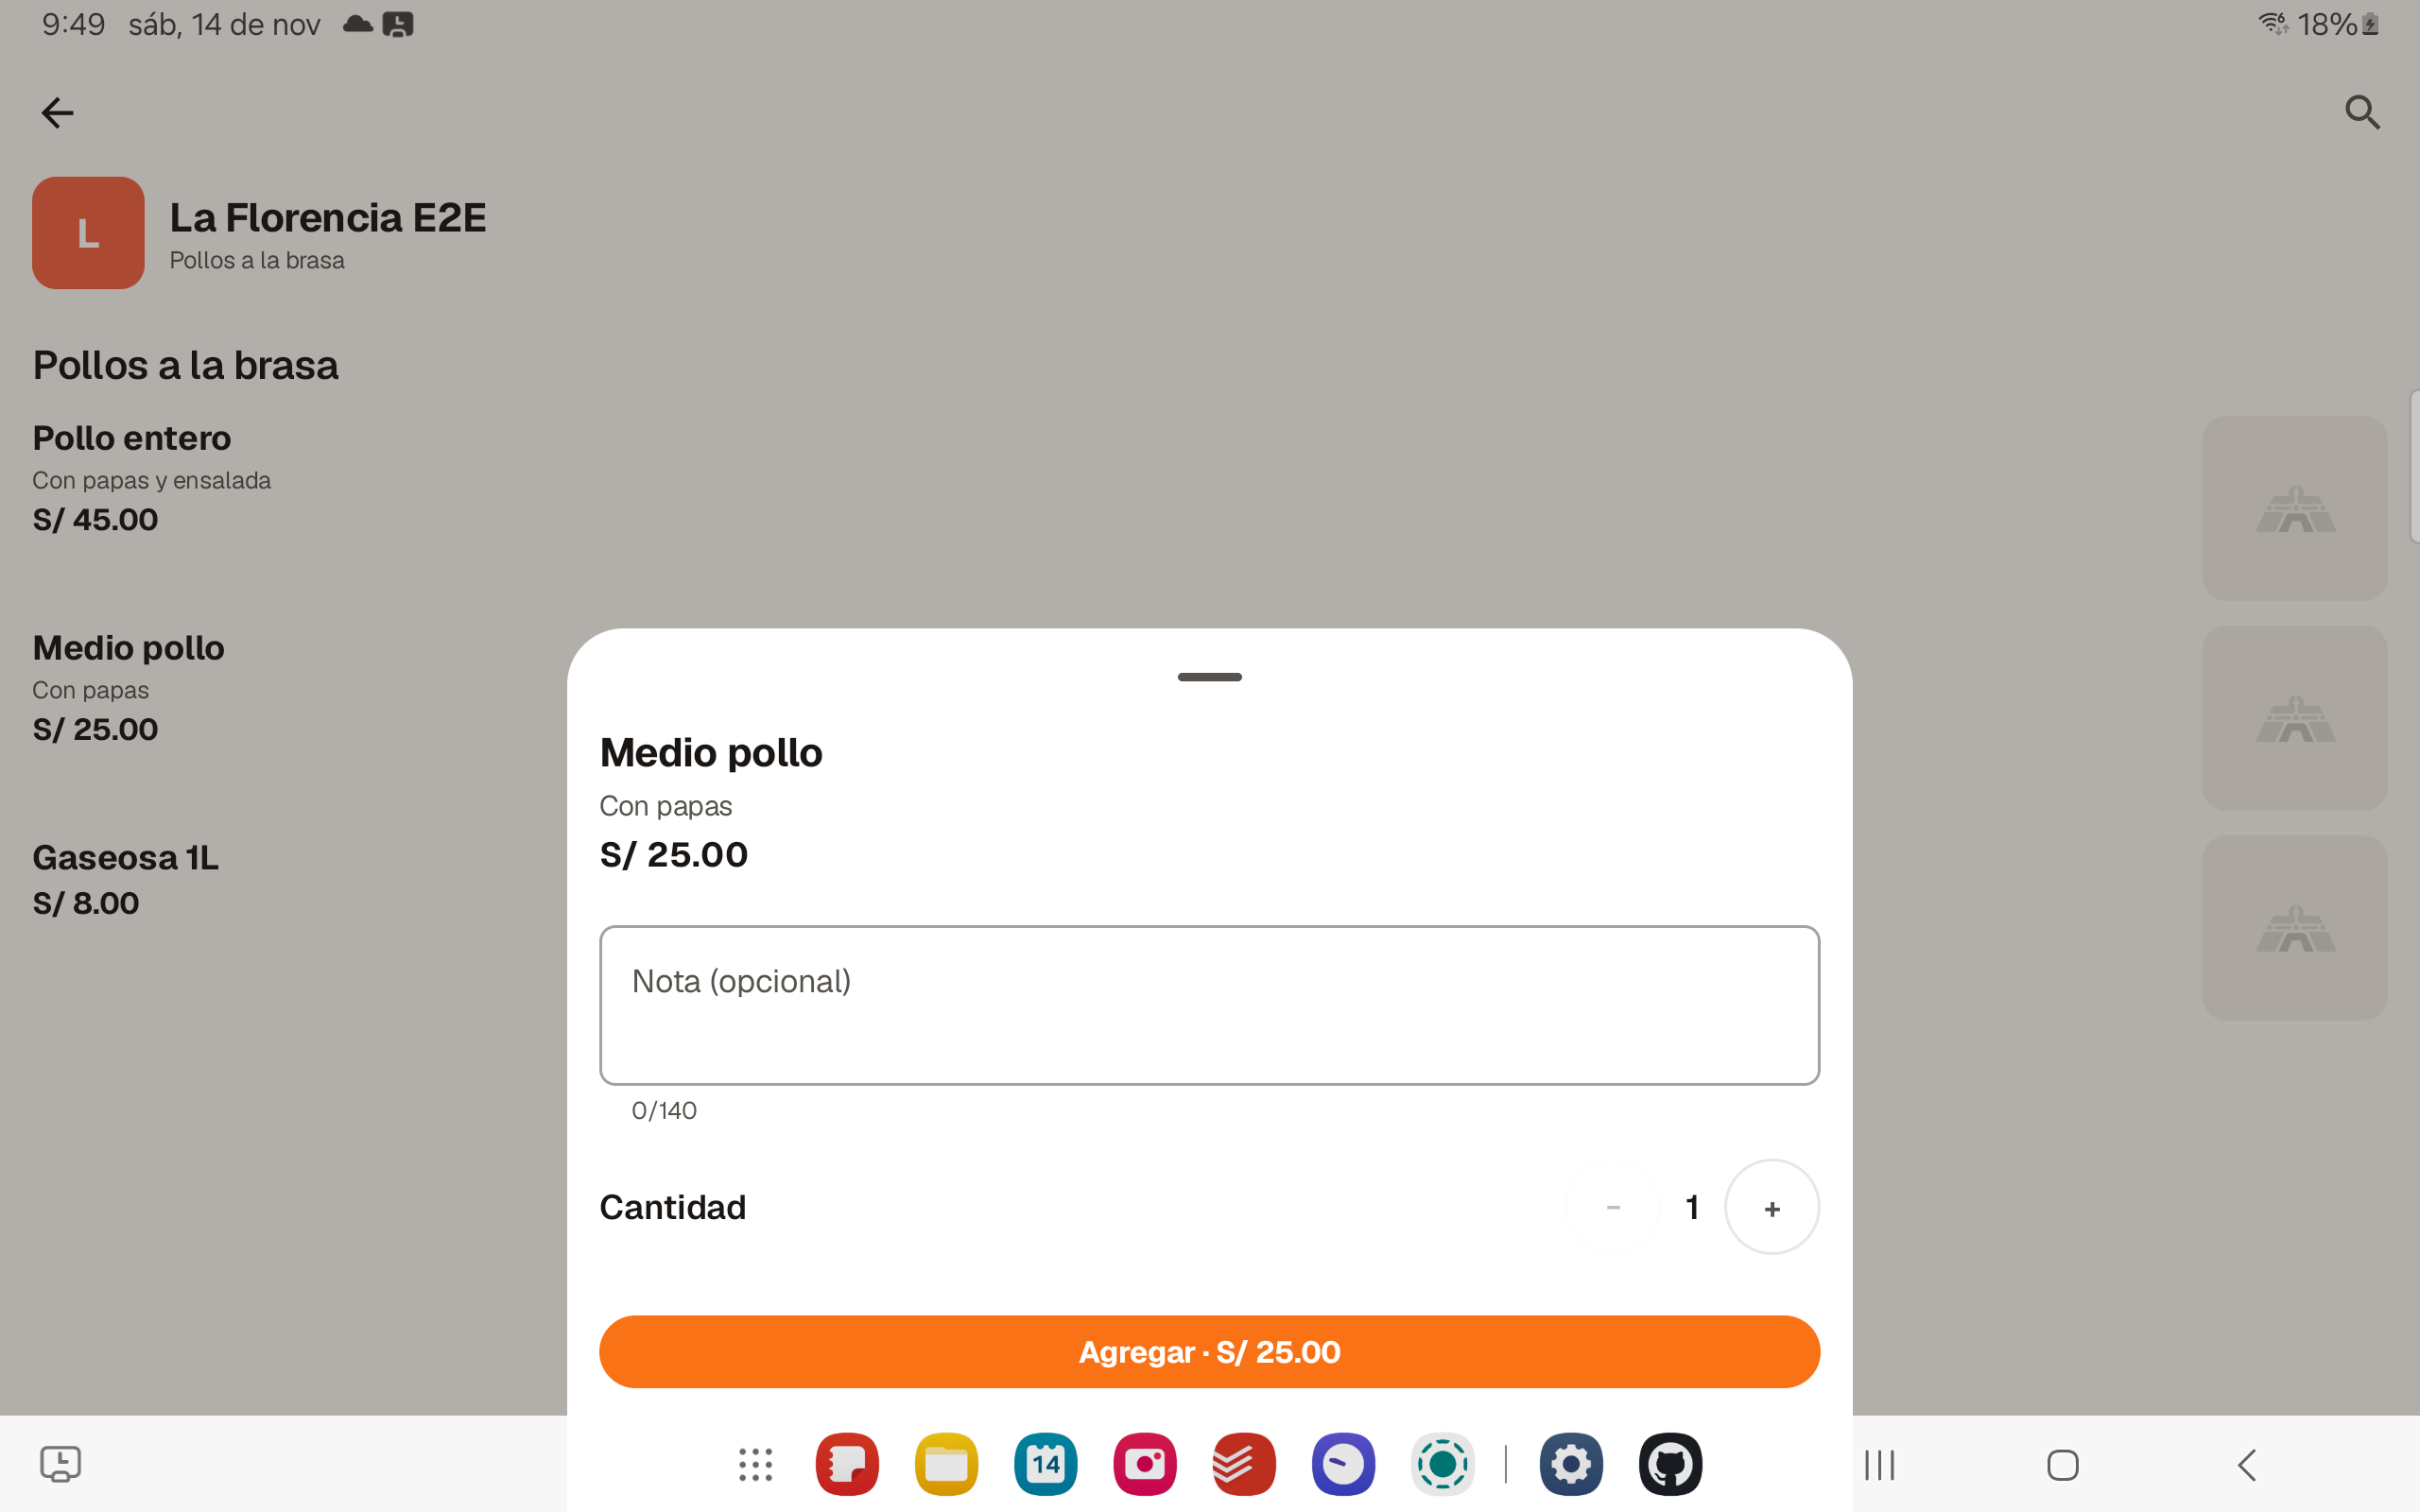 9:49 sáb, 14 de nov
18%
L
La Florencia E2E
Pollos a la brasa
Pollos a la brasa
Pollo entero
Con papas y ensalada
S/ 45.00
Medio pollo
Con papas
S/ 25.00
Gaseosa 1L
S/ 8.00
Medio pollo
Con papas
S/ 25.00
Nota (opcional)
0/140
Cantidad
− 1 +
Agregar · S/ 25.00
14